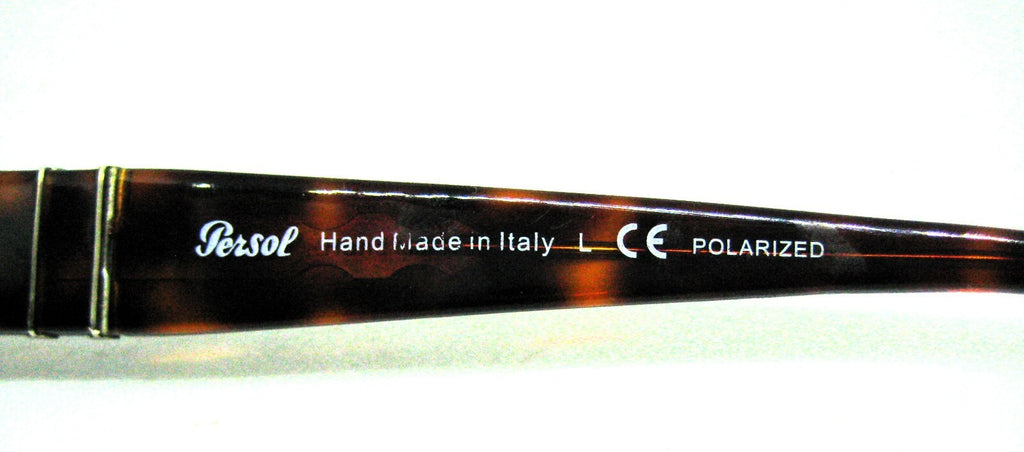 Persol Hand Made in Italy L CE POLARIZED